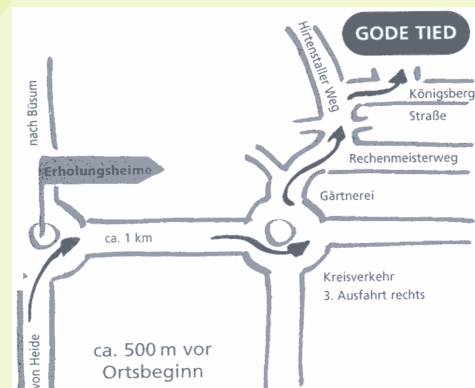 GODE TIED
Hirtenstaller Weg
Königsberg
Straße
nach Büsum
Rechenmeisterweg
Erholungsheime
Gärtnerei
ca. 1 km
Kreisverkehr
3. Ausfahrt rechts
ca. 500 m vor
Ortsbeginn
von Heide